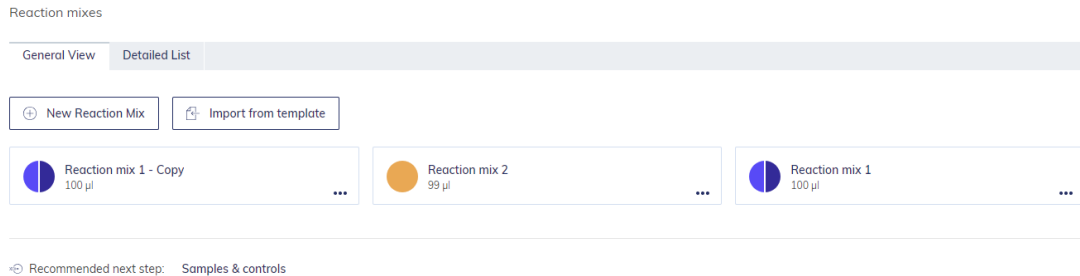 Reaction mixes
General View Detailed List
New Reaction Mix Import from template
Reaction mix 1 - Copy Reaction mix 2 Reaction mix 1
100 µl 99 µl 100 µl
Recommended next step: Samples & controls